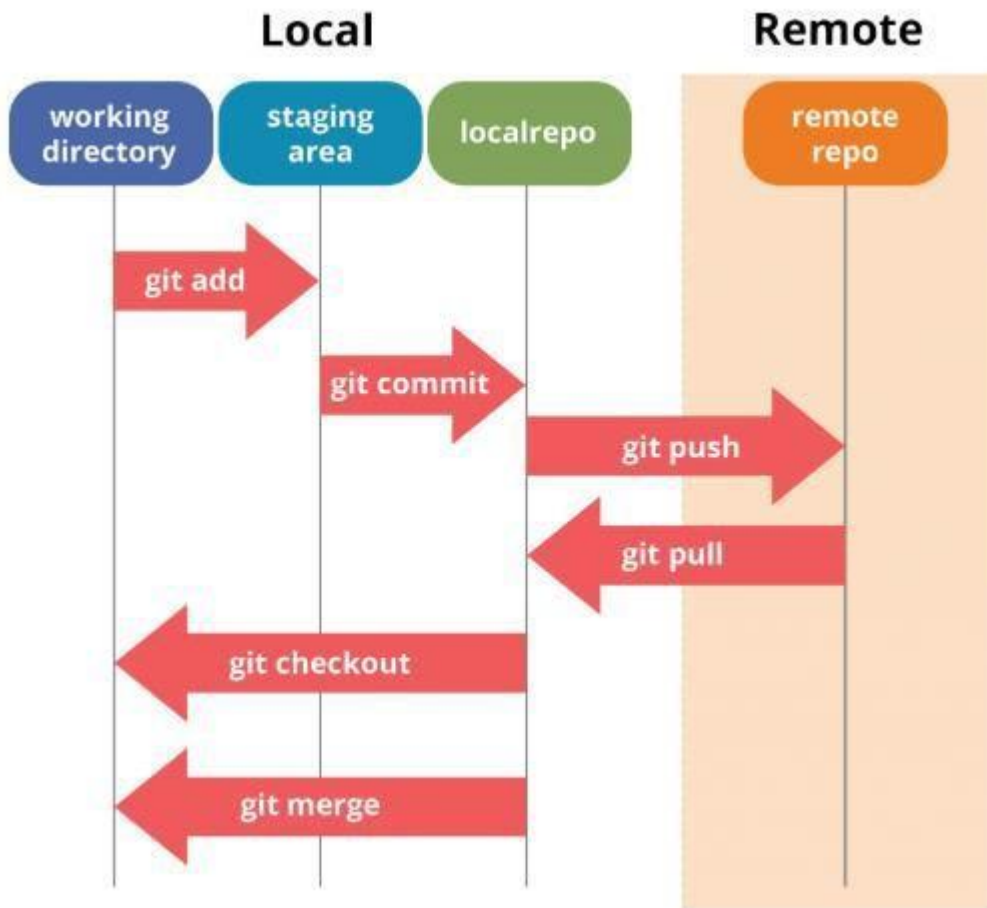 Local
Remote
working
directory
staging
area
localrepo
remote
repo
git add
git commit
git push
git pull
git checkout
git merge